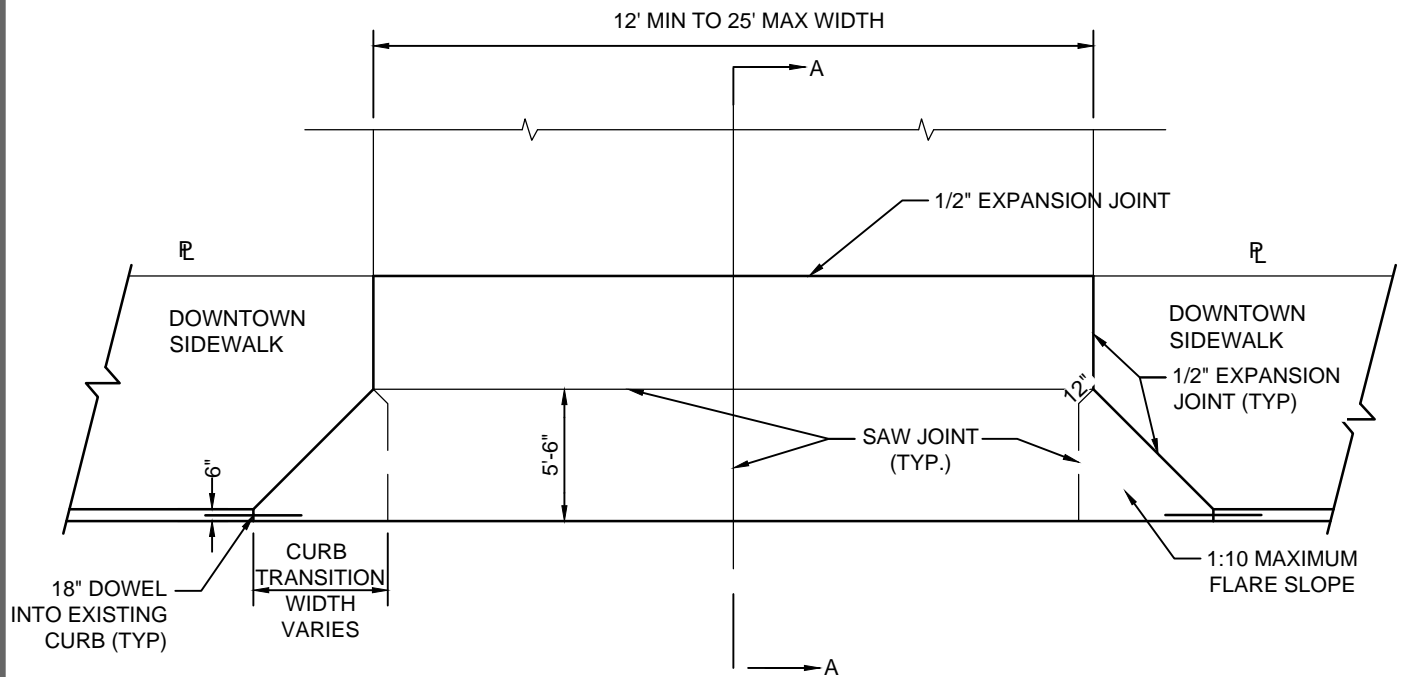 12' MIN TO 25' MAX WIDTH
A
1/2" EXPANSION JOINT
PL
PL
DOWNTOWN
SIDEWALK
DOWNTOWN
SIDEWALK
1/2" EXPANSION
JOINT (TYP)
12"
SAW JOINT
(TYP.)
5'-6"
6"
CURB
TRANSITION
WIDTH
VARIES
18" DOWEL
INTO EXISTING
CURB (TYP)
1:10 MAXIMUM
FLARE SLOPE
A